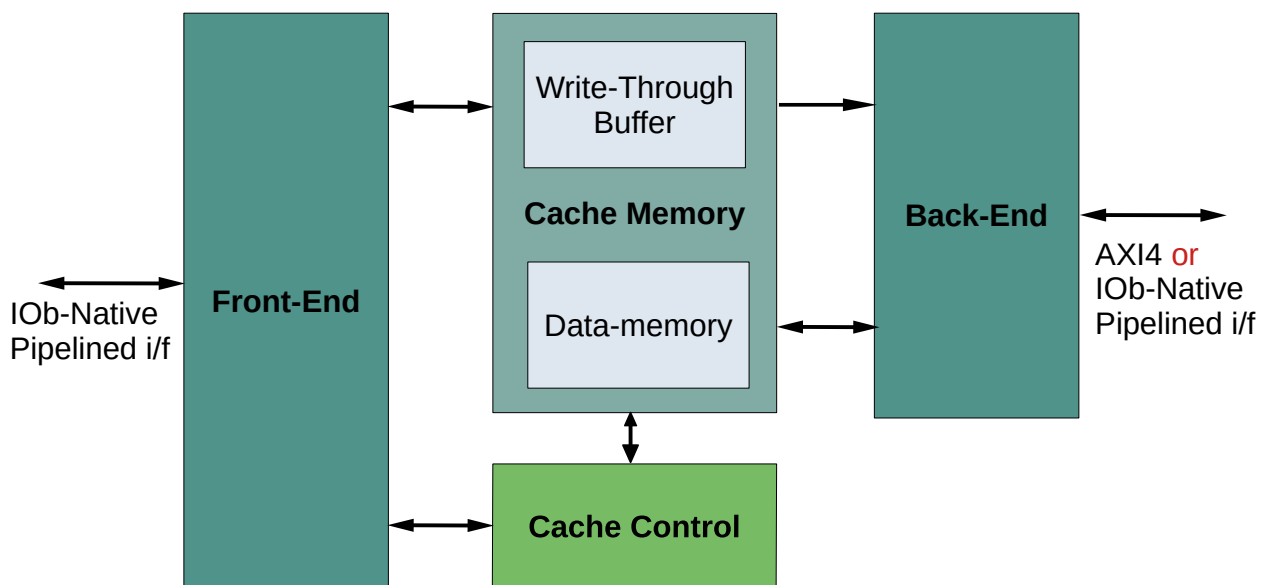 IOb-Native
Pipelined i/f
Front-End
Write-Through
Buffer
Cache Memory
Data-memory
Cache Control
Back-End
AXI4 or
IOb-Native
Pipelined i/f